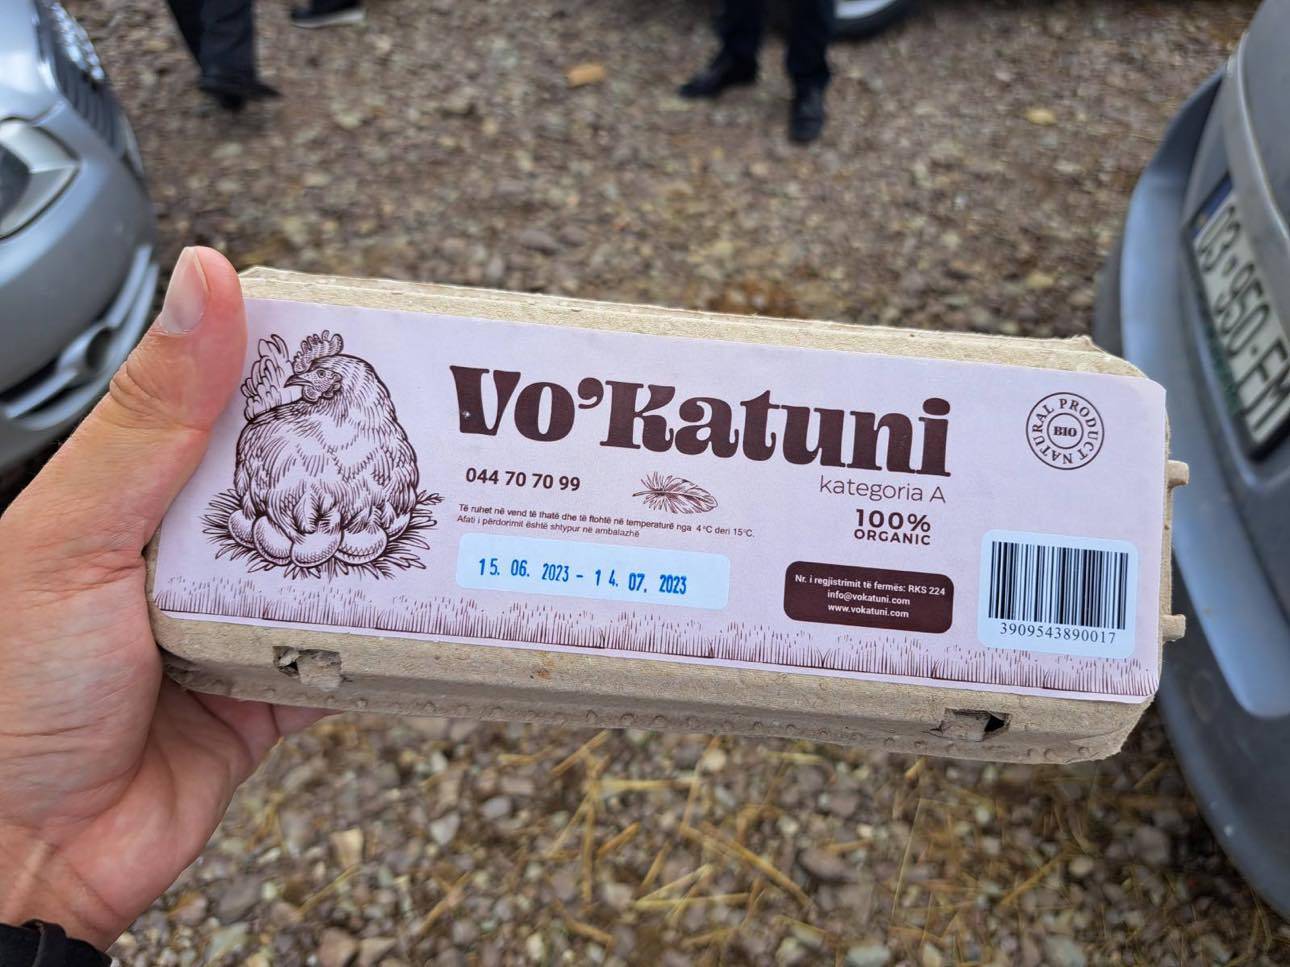 Vo'Katuni
kategoria A
NATURAL PRODUCT
BIO
044 70 70 99
100%
ORGANIC
Të ruhet në vend të thatë dhe të ftohtë në temperaturë nga 4°C deri 15°C.
Afati i përdorimit është shtypur në ambalazhë
15. 06. 2023 - 14. 07. 2023
Nr. i regjistrimit të fermës: RKS 224
info@vokatuni.com
www.vokatuni.com
3909543890017
03 950-FM